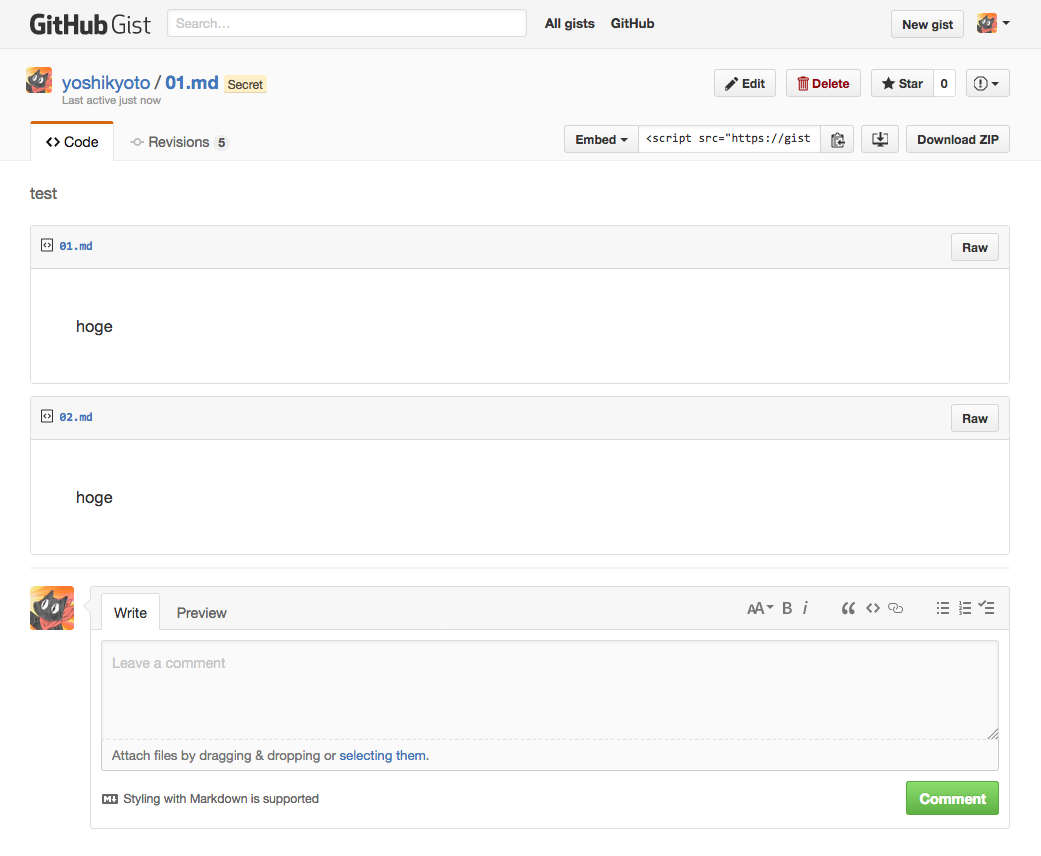 GitHub Gist Search... All gists GitHub New gist
yoshikyoto / 01.md Secret Edit Delete Star 0
Last active just now
Code Revisions 5 Embed <script src="https://gist Download ZIP
test
01.md Raw
hoge
02.md Raw
hoge
Write Preview AA B i
Leave a comment
Attach files by dragging & dropping or selecting them.
Styling with Markdown is supported Comment